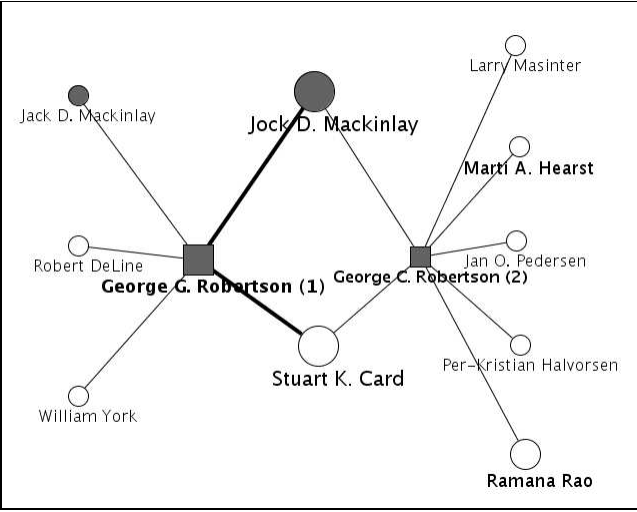 Larry Masinter
Jack D. Mackinlay
Jock D. Mackinlay
Marti A. Hearst
Robert DeLine
Jan O. Pedersen
George G. Robertson (1)
George C. Robertson (2)
Per-Kristian Halvorsen
Stuart K. Card
William York
Ramana Rao